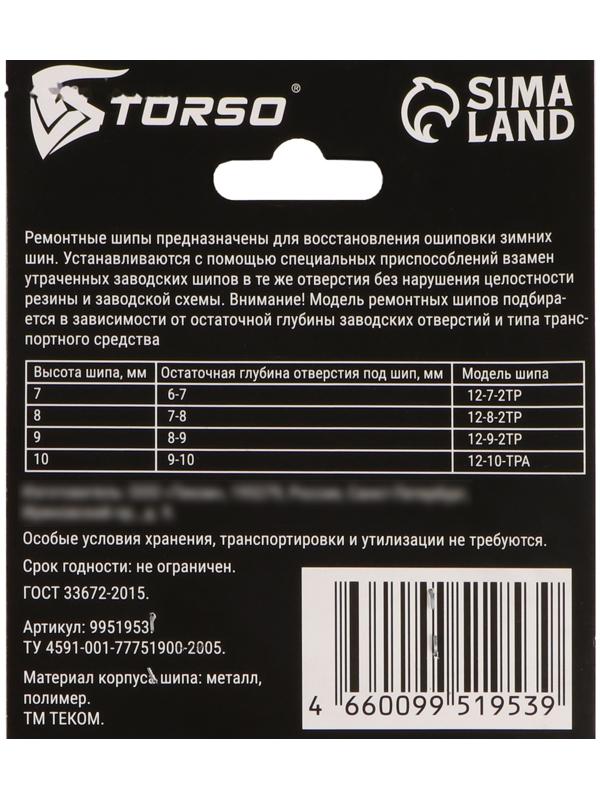 TORSO®
SIMA
LAND
Ремонтные шипы предназначены для восстановления ошиповки зимних
шин. Устанавливаются с помощью специальных приспособлений взамен
утраченных заводских шипов в те же отверстия без нарушения целостности
резины и заводской схемы. Внимание! Модель ремонтных шипов подбира-
ется в зависимости от остаточной глубины заводских отверстий и типа транс-
портного средства
Высота шипа, мм Остаточная глубина отверстия под шип, мм Модель шипа
7 6-7 12-7-2ТР
8 7-8 12-8-2ТР
9 8-9 12-9-2ТР
10 9-10 12-10-ТРА
Особые условия хранения, транспортировки и утилизации не требуются.
Срок годности: не ограничен.
ГОСТ 33672-2015.
Артикул: 9951953
ТУ 4591-001-77751900-2005.
Материал корпуса шипа: металл,
полимер.
ТМ ТЕКОМ.
4 660099 519539